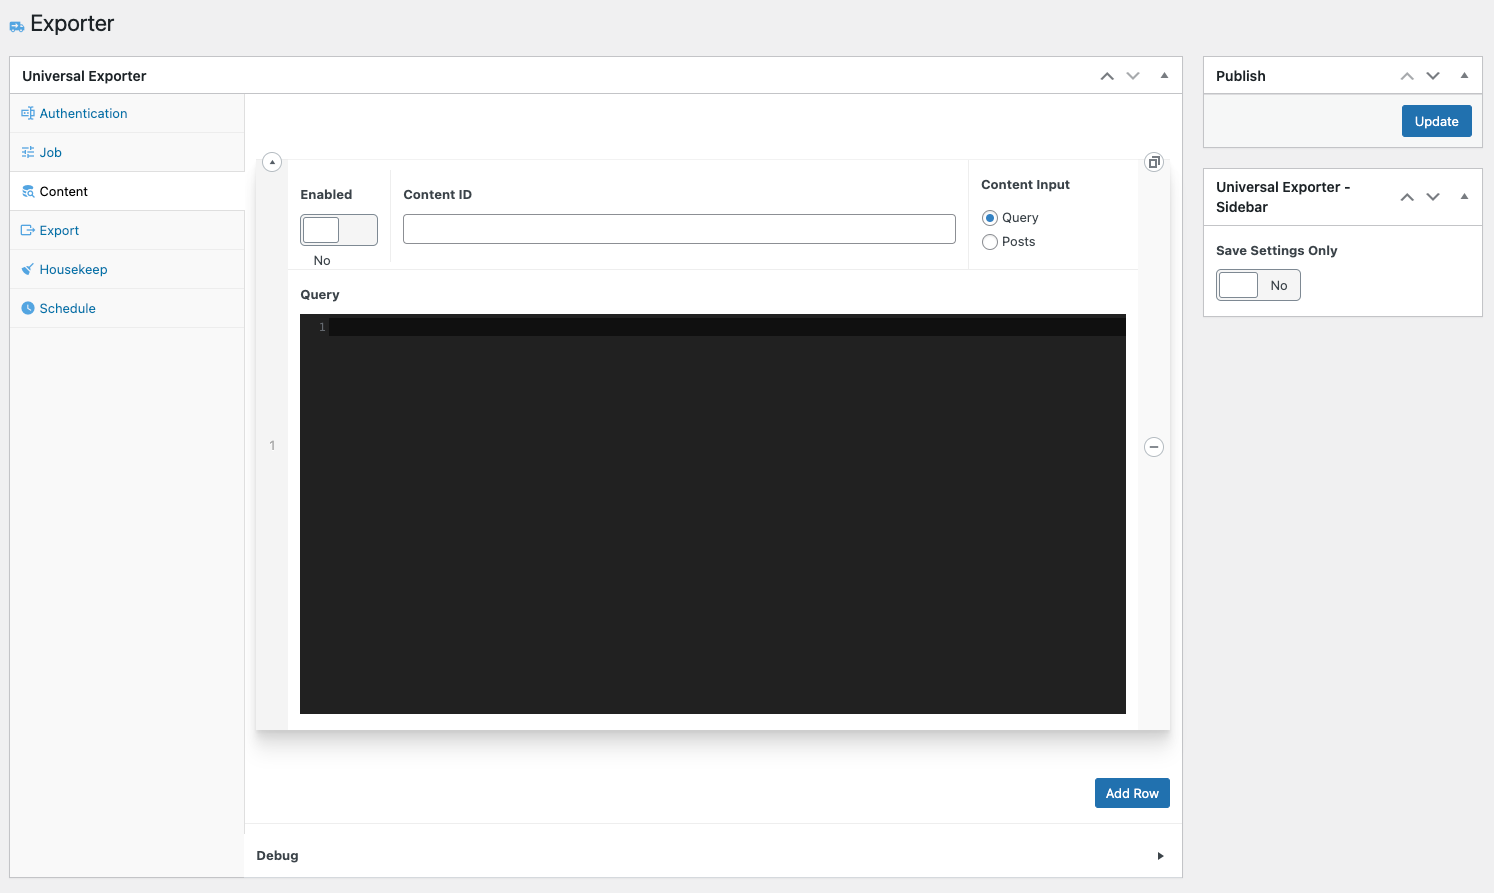 Exporter
Universal Exporter
Authentication
Job
Content
Export
Housekeep
Schedule
Enabled
No
Content ID
Content Input
Query
Posts
Query
1
1
Add Row
Debug
Publish
Update
Universal Exporter -
Sidebar
Save Settings Only
No